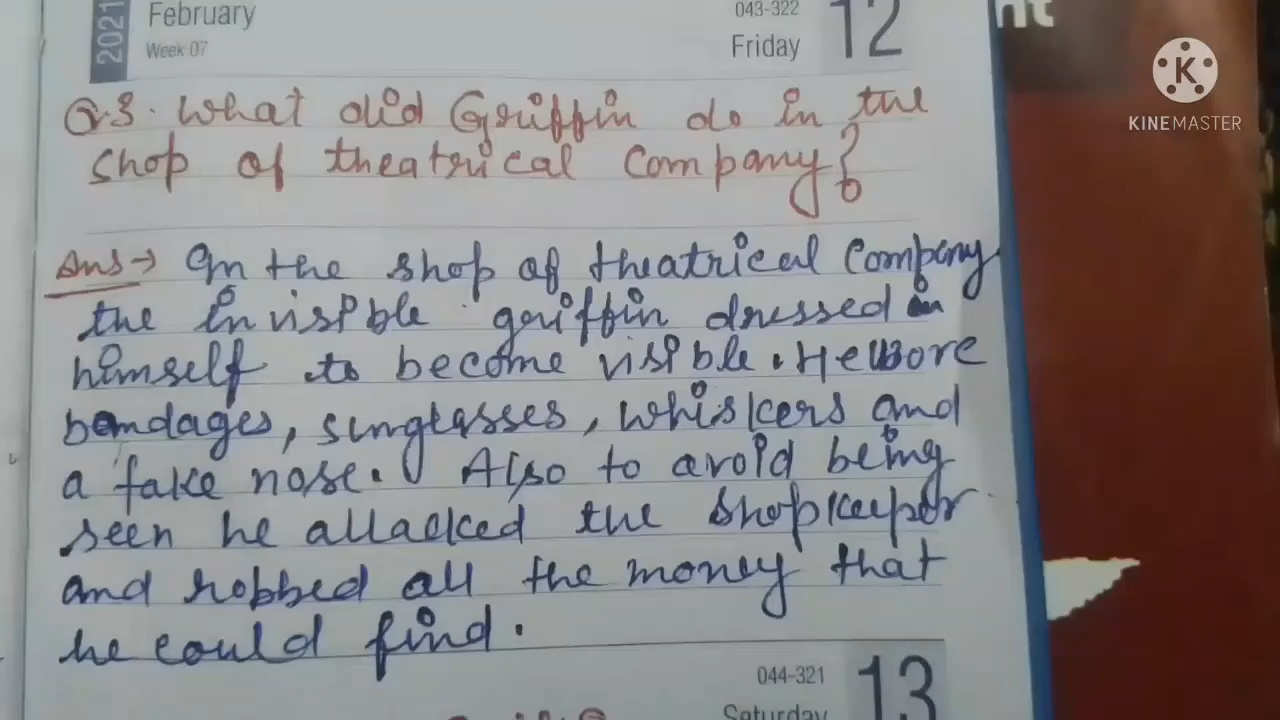 2021
February
Week 07
043-322
Friday
12
nt
KINEMASTER
Q.3. What did Griffin do in the
shop of theatrical Company?
Ans→ In the shop of theatrical Company
the invisible griffin dressed in
himself to become visible. He wore
bandages, sunglasses, whiskers and
a fake nose. Also to avoid being
seen he attacked the shopkeeper
and robbed all the money that
he could find.
044-321
Saturday
13